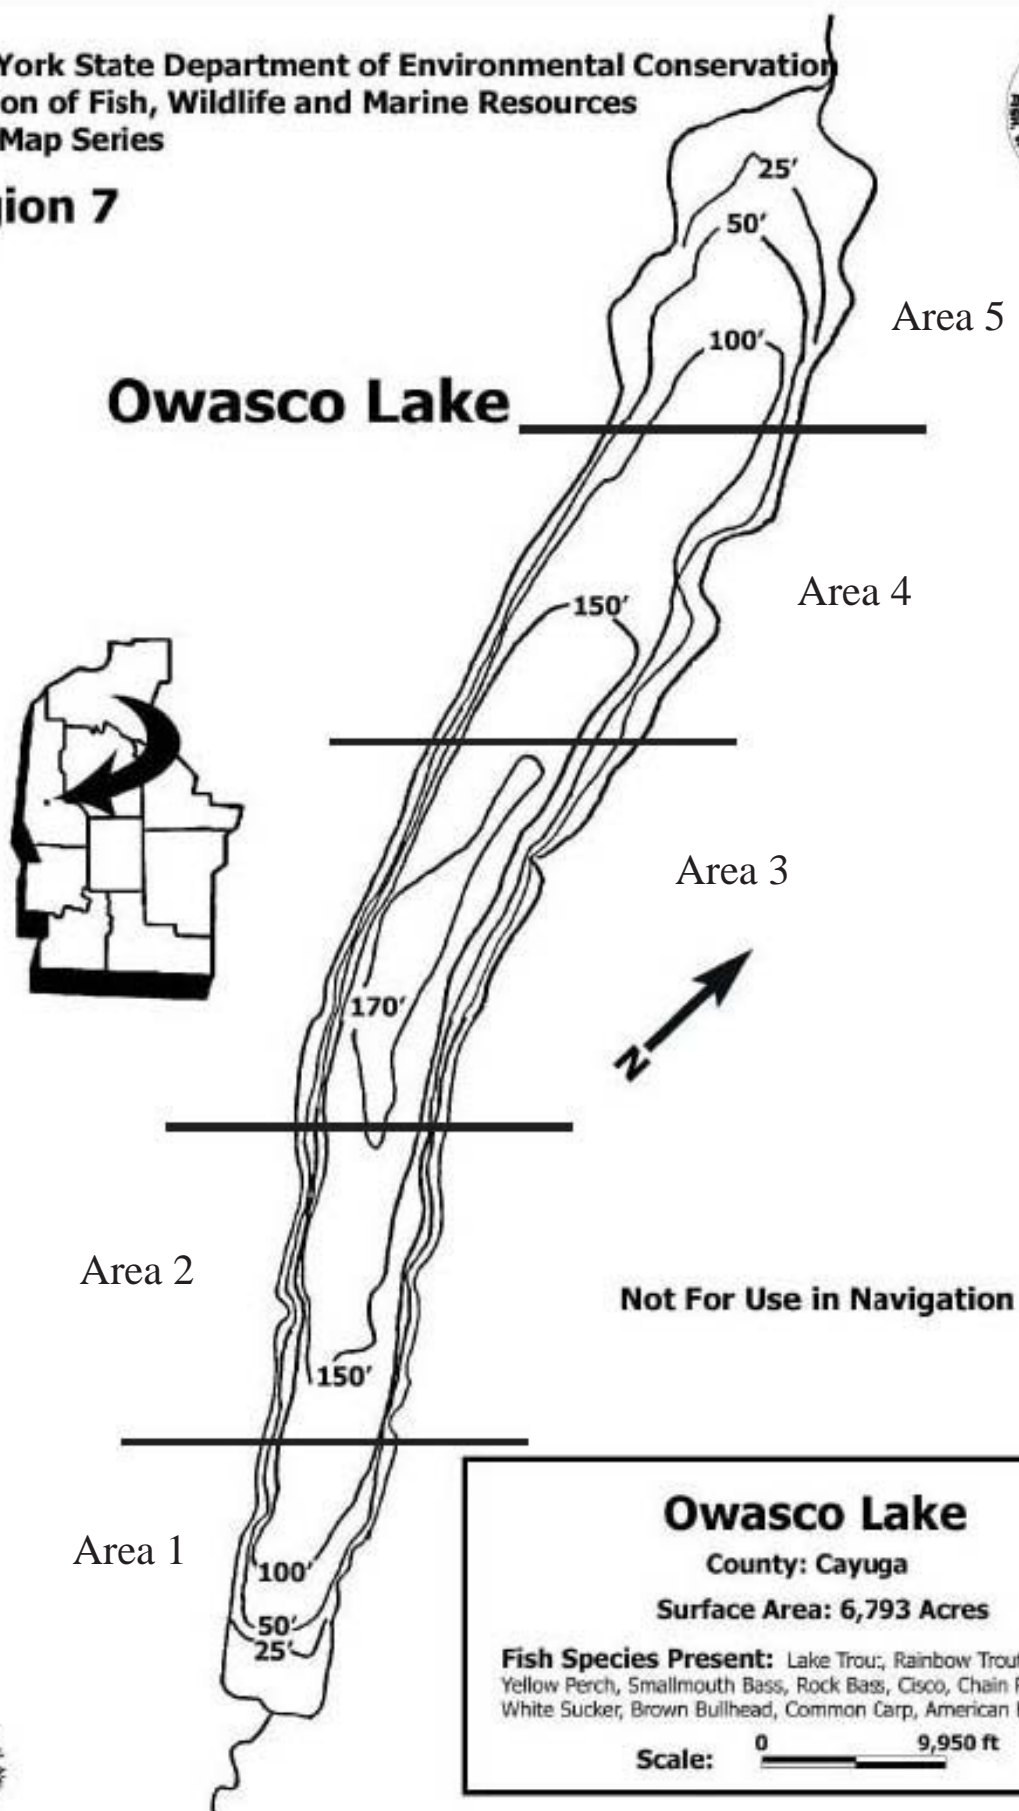 York State Department of Environmental Conservation
on of Fish, Wildlife and Marine Resources
Map Series
gion 7
25'
50'
Area 5
100'
Owasco Lake
Area 4
150'
Area 3
170'
N
Area 2
Not For Use in Navigation
150'
Owasco Lake
Area 1
County: Cayuga
100'
Surface Area: 6,793 Acres
50'
25'
Fish Species Present: Lake Trout, Rainbow Trout
Yellow Perch, Smallmouth Bass, Rock Bass, Cisco, Chain P
White Sucker, Brown Bullhead, Common Carp, American
Scale: 0 9,950 ft